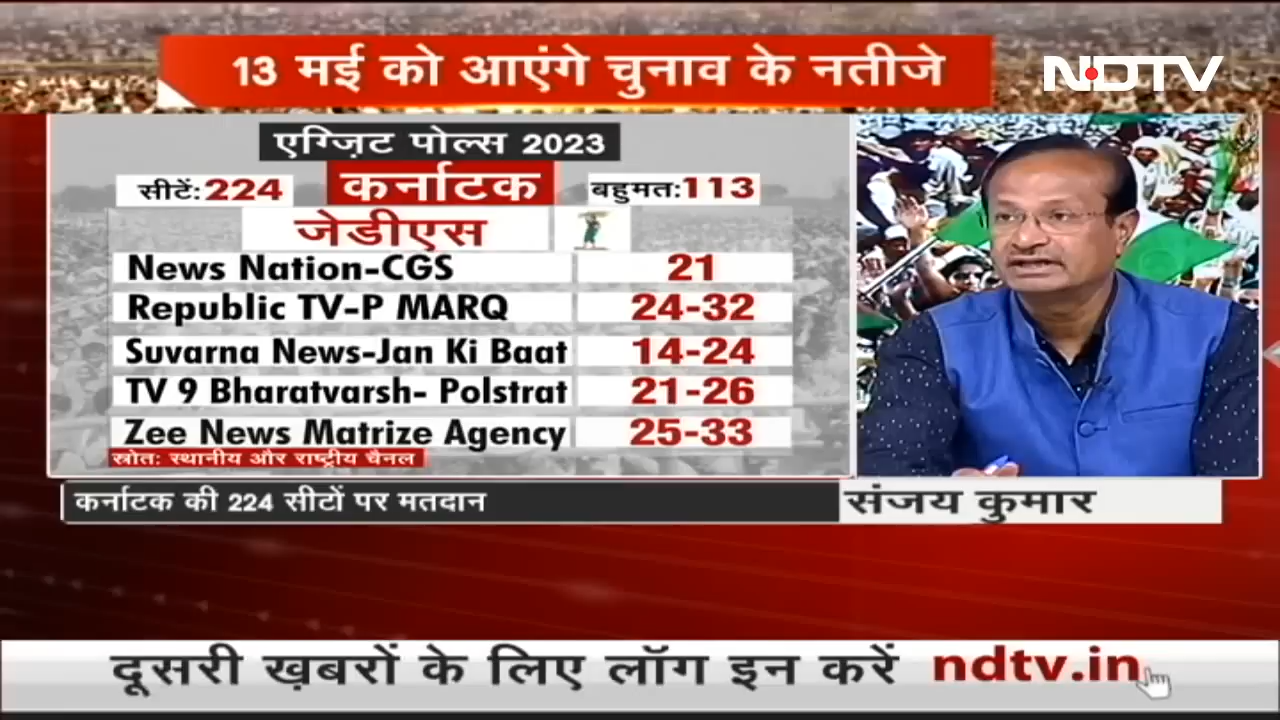 13 मई को आएंगे चुनाव के नतीजे
NDTV
एग्ज़िट पोल्स 2023
सीटें:224
कर्नाटक
बहुमत:113
जेडीएस
News Nation-CGS 21
Republic TV-P MARQ 24-32
Suvarna News-Jan Ki Baat 14-24
TV 9 Bharatvarsh- Polstrat 21-26
Zee News Matrize Agency 25-33
स्रोत: स्थानीय और राष्ट्रीय चैनल
कर्नाटक की 224 सीटों पर मतदान
संजय कुमार
दूसरी ख़बरों के लिए लॉग इन करें ndtv.in